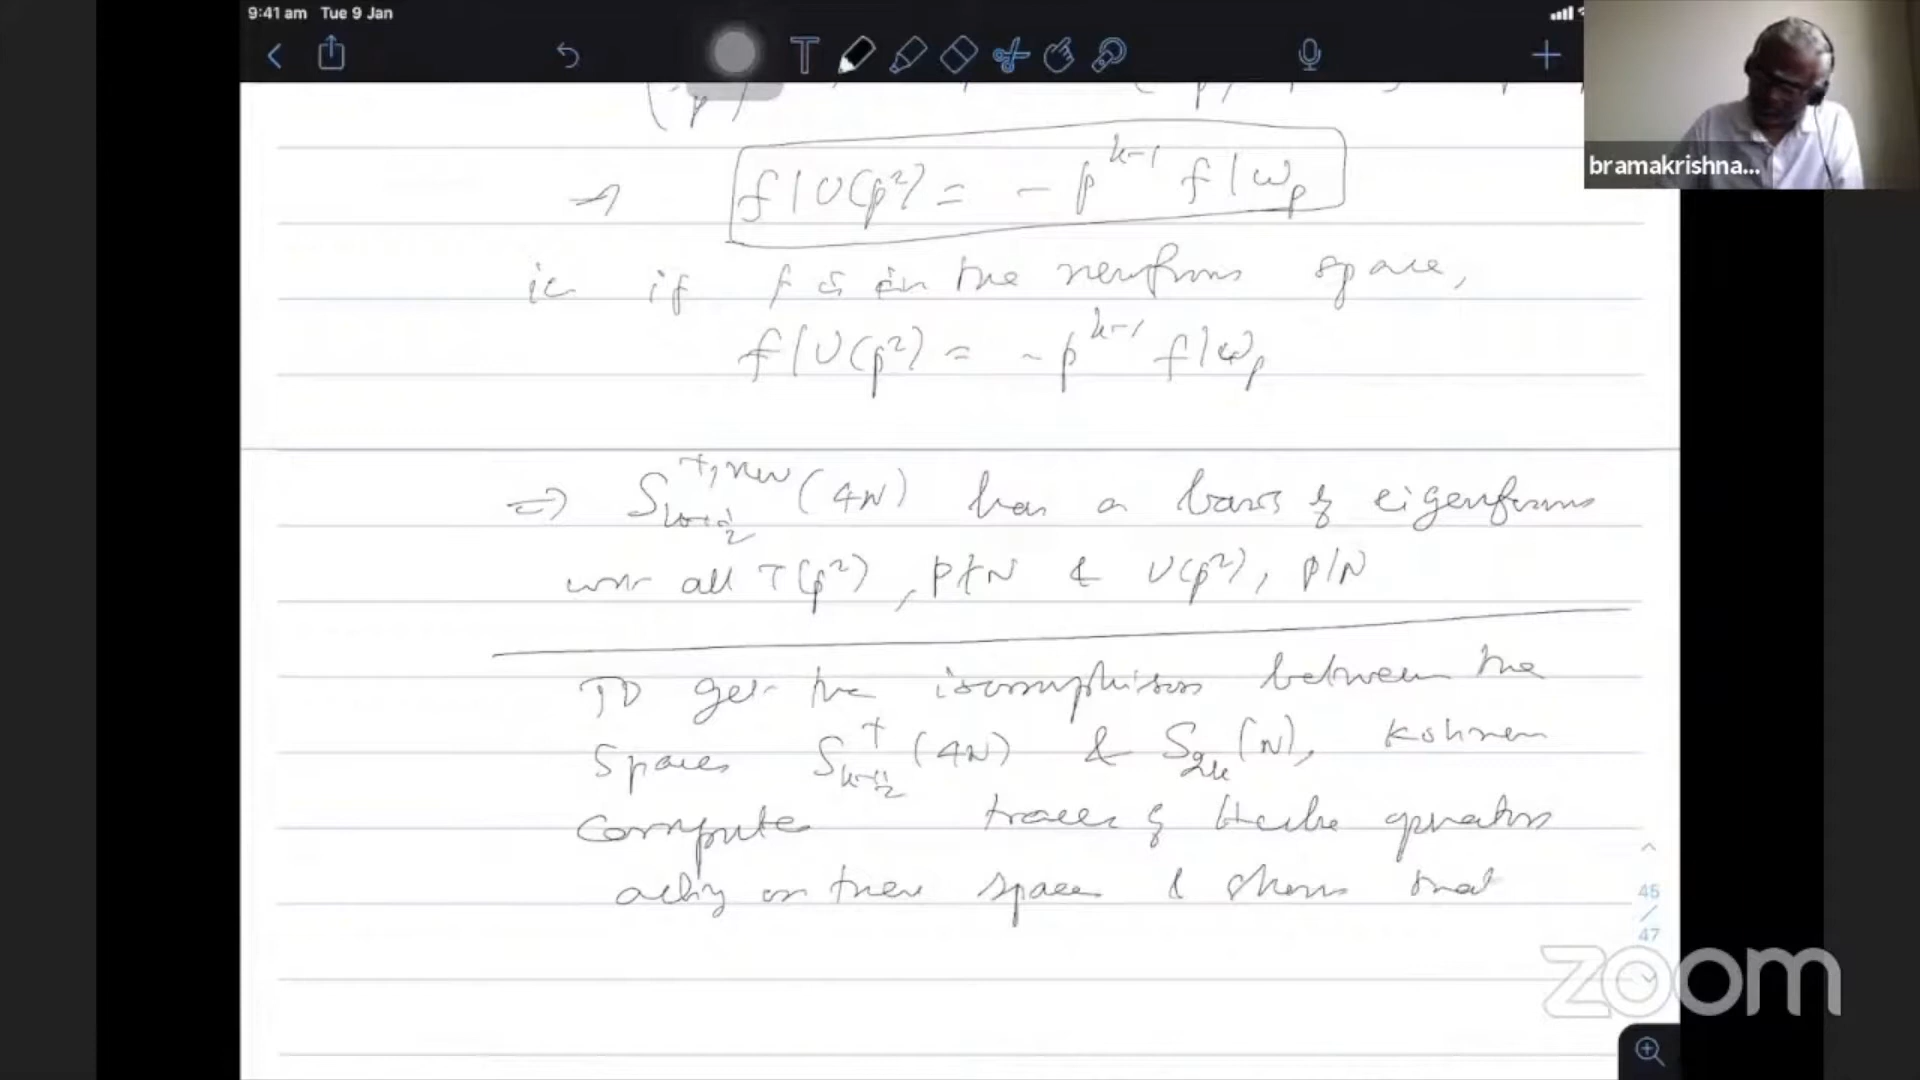 9:41 am Tue 9 Jan
T
bramakrishna...
⇒ f|U(p²) = - p^{k-1} f|ω_p
ie if f is in the newforms space,
f|U(p²) = - p^{k-1} f|ω_p
⇒ S_{k+1/2}^{+,new}(4N) has a basis of eigenforms
wrt all T(p²), p∤N & U(p²), p|N
To get the isomorphism between the
spaces S_{k+1/2}^{+}(4N) & S_{2k}(N), Kohnen
compute traces of Hecke operators
acting on these spaces & shows that
45
/
47
zoom